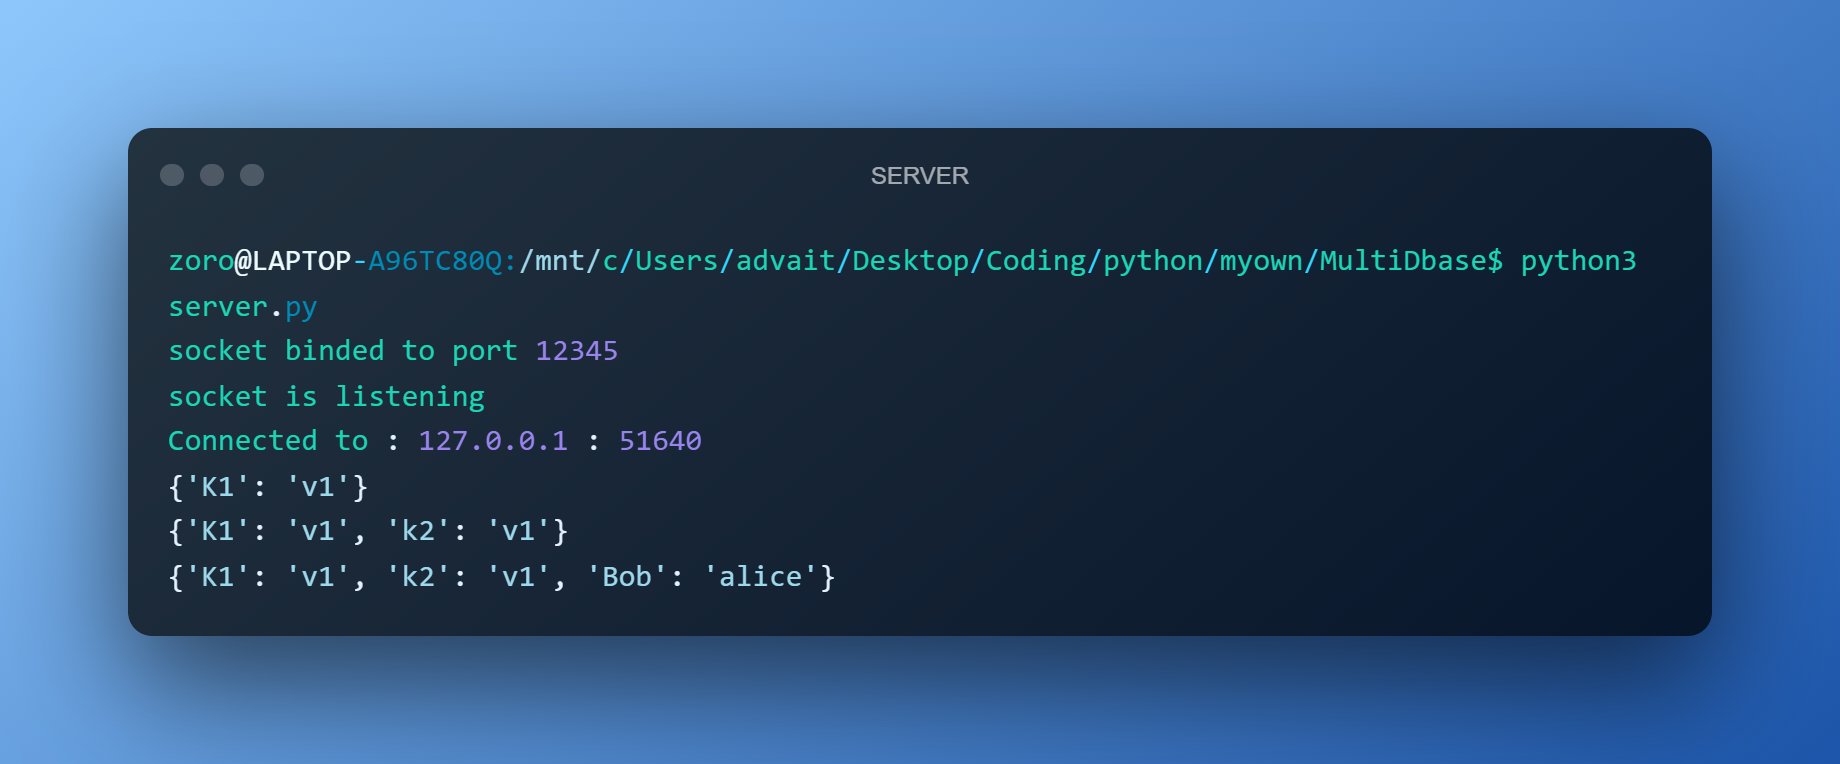 SERVER
zoro@LAPTOP-A96TC80Q:/mnt/c/Users/advait/Desktop/Coding/python/myown/MultiDbase$ python3
server.py
socket binded to port 12345
socket is listening
Connected to : 127.0.0.1 : 51640
{'K1': 'v1'}
{'K1': 'v1', 'k2': 'v1'}
{'K1': 'v1', 'k2': 'v1', 'Bob': 'alice'}